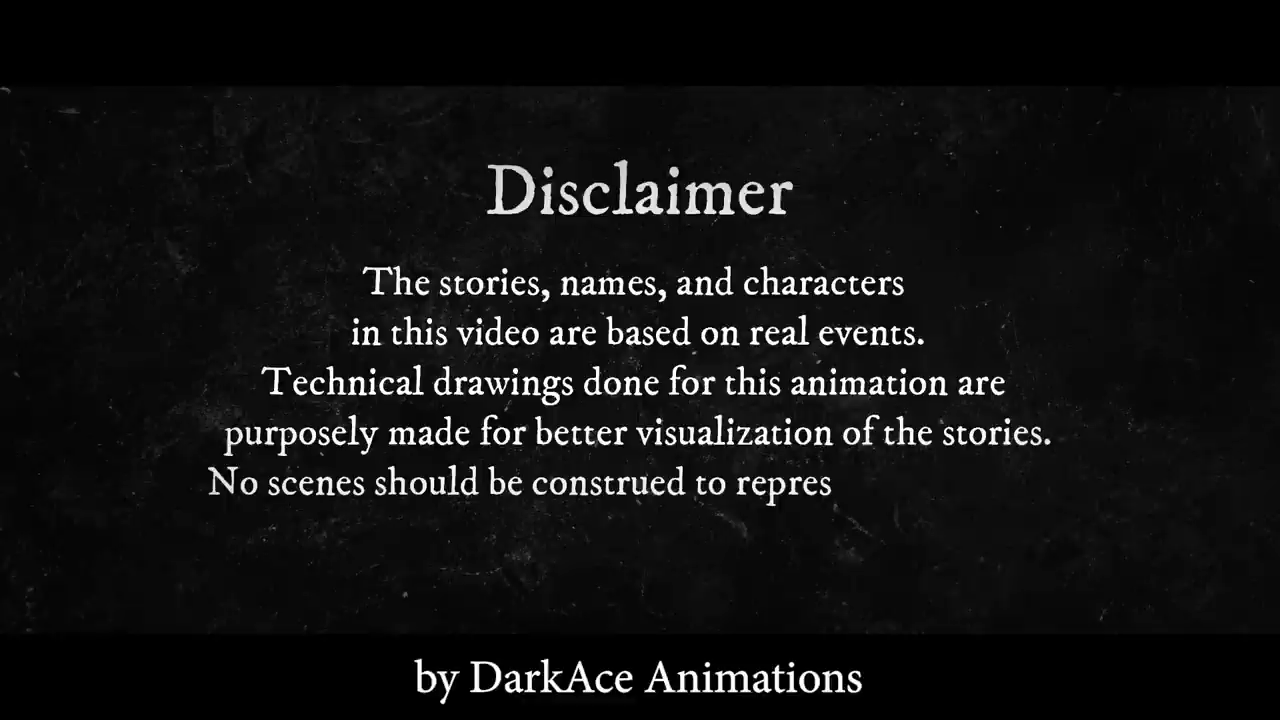 Disclaimer
The stories, names, and characters
in this video are based on real events.
Technical drawings done for this animation are
purposely made for better visualization of the stories.
No scenes should be construed to repres
by DarkAce Animations